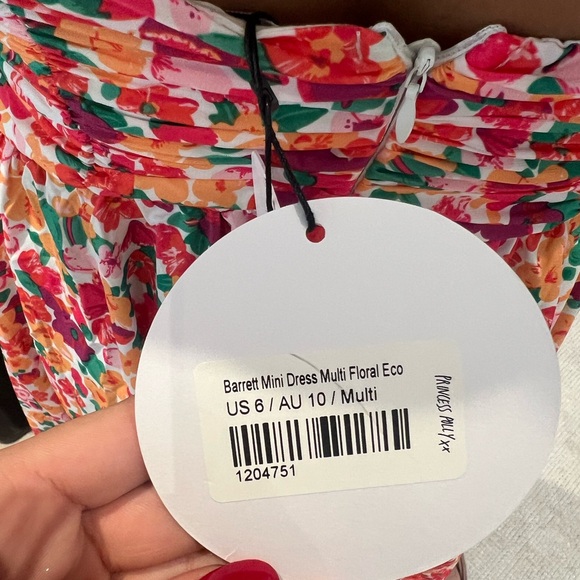 Barrett Mini Dress Multi Floral Eco
US 6 / AU 10 / Multi
1204751
PRINCESS POLLY xx